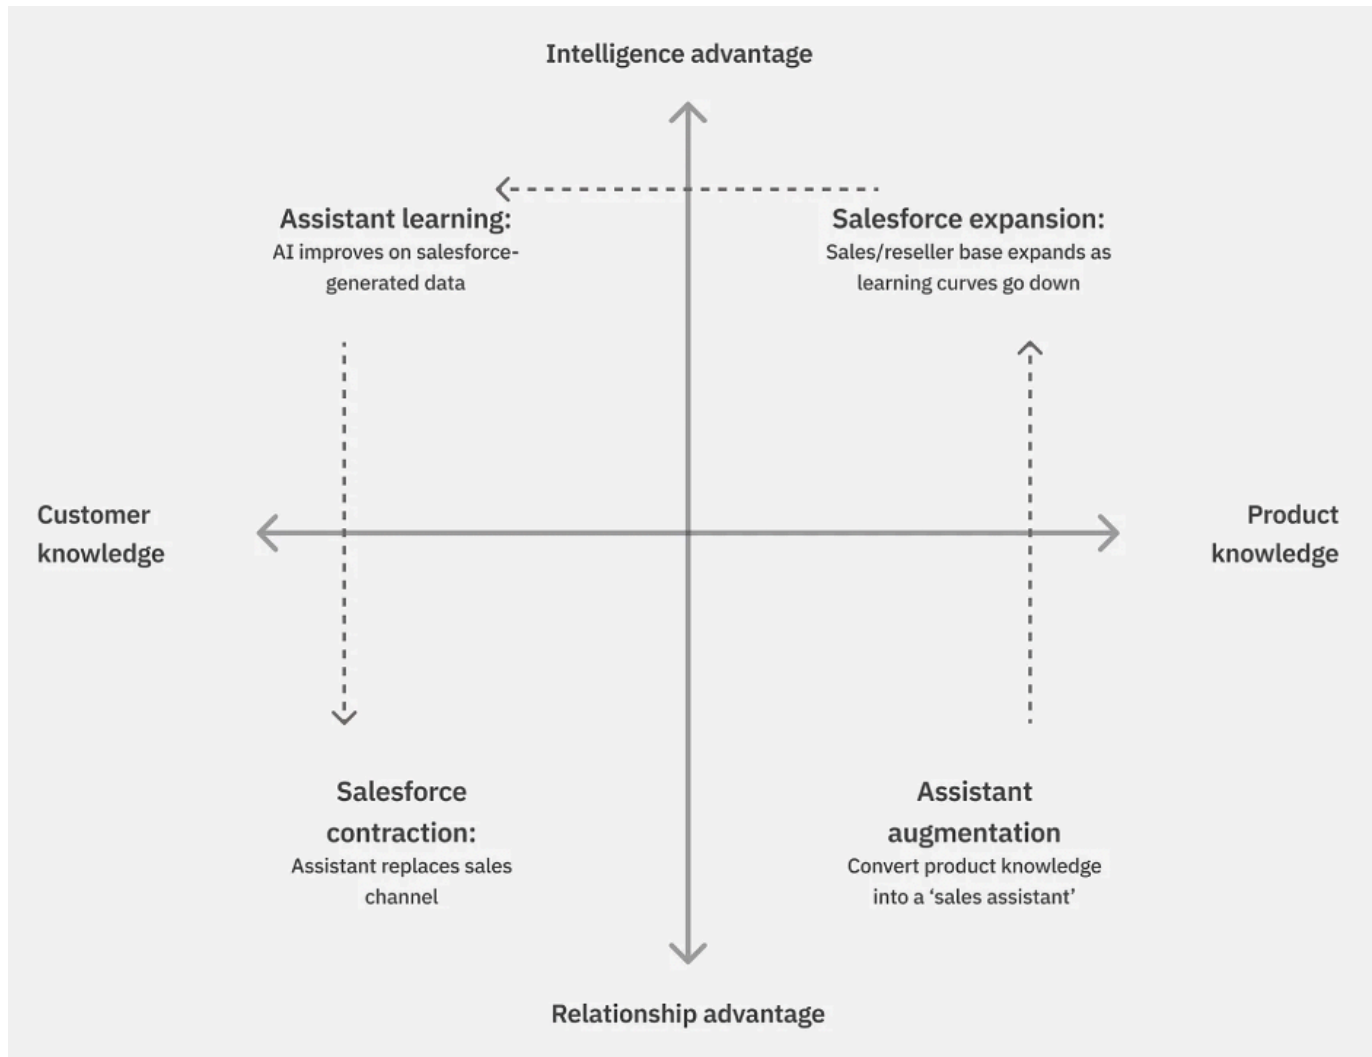 Intelligence advantage
Assistant learning:
AI improves on salesforce-
generated data
Salesforce expansion:
Sales/reseller base expands as
learning curves go down
Customer
knowledge
Product
knowledge
Salesforce
contraction:
Assistant replaces sales
channel
Assistant
augmentation
Convert product knowledge
into a ‘sales assistant’
Relationship advantage